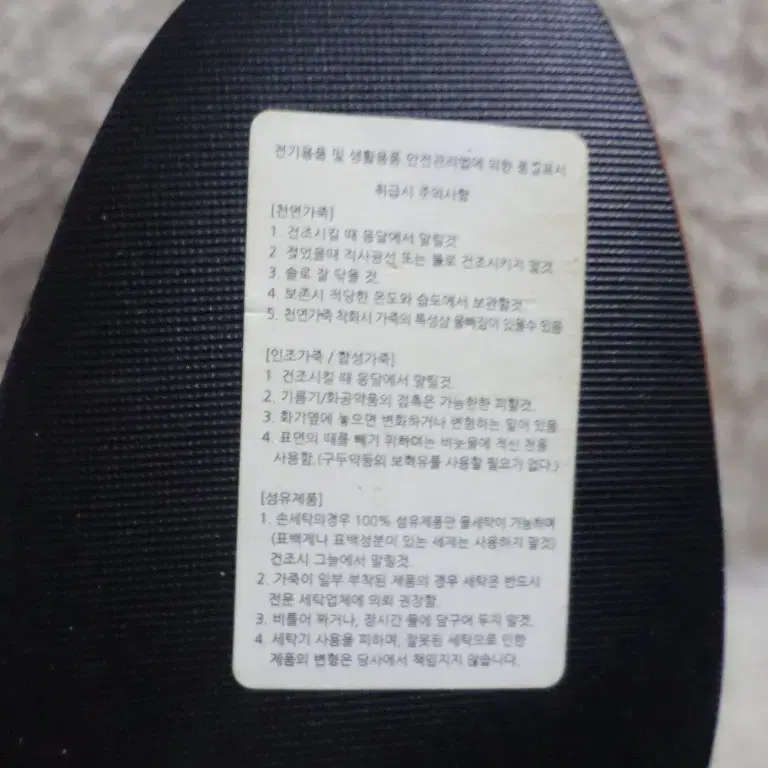 전기용품 및 생활용품 안전관리법에 의한 품질표시
취급시 주의사항
[천연가죽]
1. 건조시킬 때 응달에서 말릴것
2. 젖었을때 직사광선 또는 불로 건조시키지 말것
3. 솔로 잘 닦을 것.
4. 보존시 적당한 온도와 습도에서 보관할것
5. 천연가죽 착화시 가죽의 특성상 물빠짐이 있을수 있음
[인조가죽 / 합성가죽]
1. 건조시킬 때 응달에서 말릴것.
2. 기름기/화공약품의 접촉은 가능한한 피할것.
3. 화기옆에 놓으면 변화하거나 변형하는 일이 있음
4. 표면의 때를 빼기 위하여는 비눗물에 적신 천을
사용함.(구두약등의 보혁유를 사용할 필요가 없다.)
[섬유제품]
1. 손세탁의경우 100% 섬유제품만 물세탁이 가능하며
(표백제나 표백성분이 있는 세제는 사용하지 말것)
건조시 그늘에서 말릴것.
2. 가죽이 일부 부착된 제품의 경우 세탁은 반드시
전문 세탁업체에 의뢰 권장함.
3. 비틀어 짜거나, 장시간 물에 담구어 두지 말것.
4. 세탁기 사용을 피하며, 잘못된 세탁으로 인한
제품의 변형은 당사에서 책임지지 않습니다.